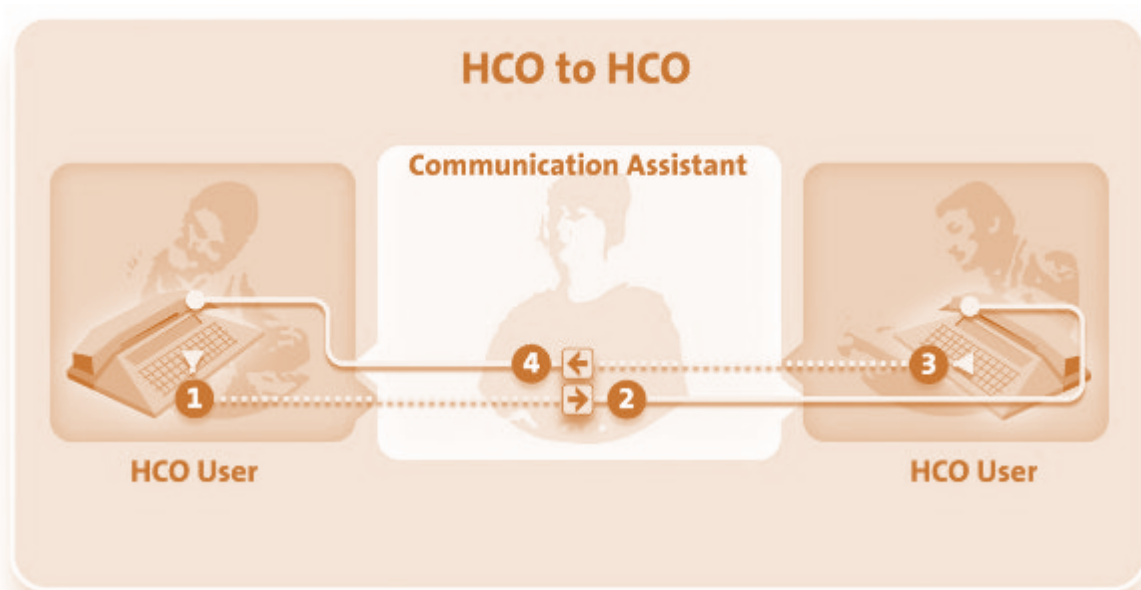 HCO to HCO
Communication Assistant
4
3
1
2
HCO User
HCO User